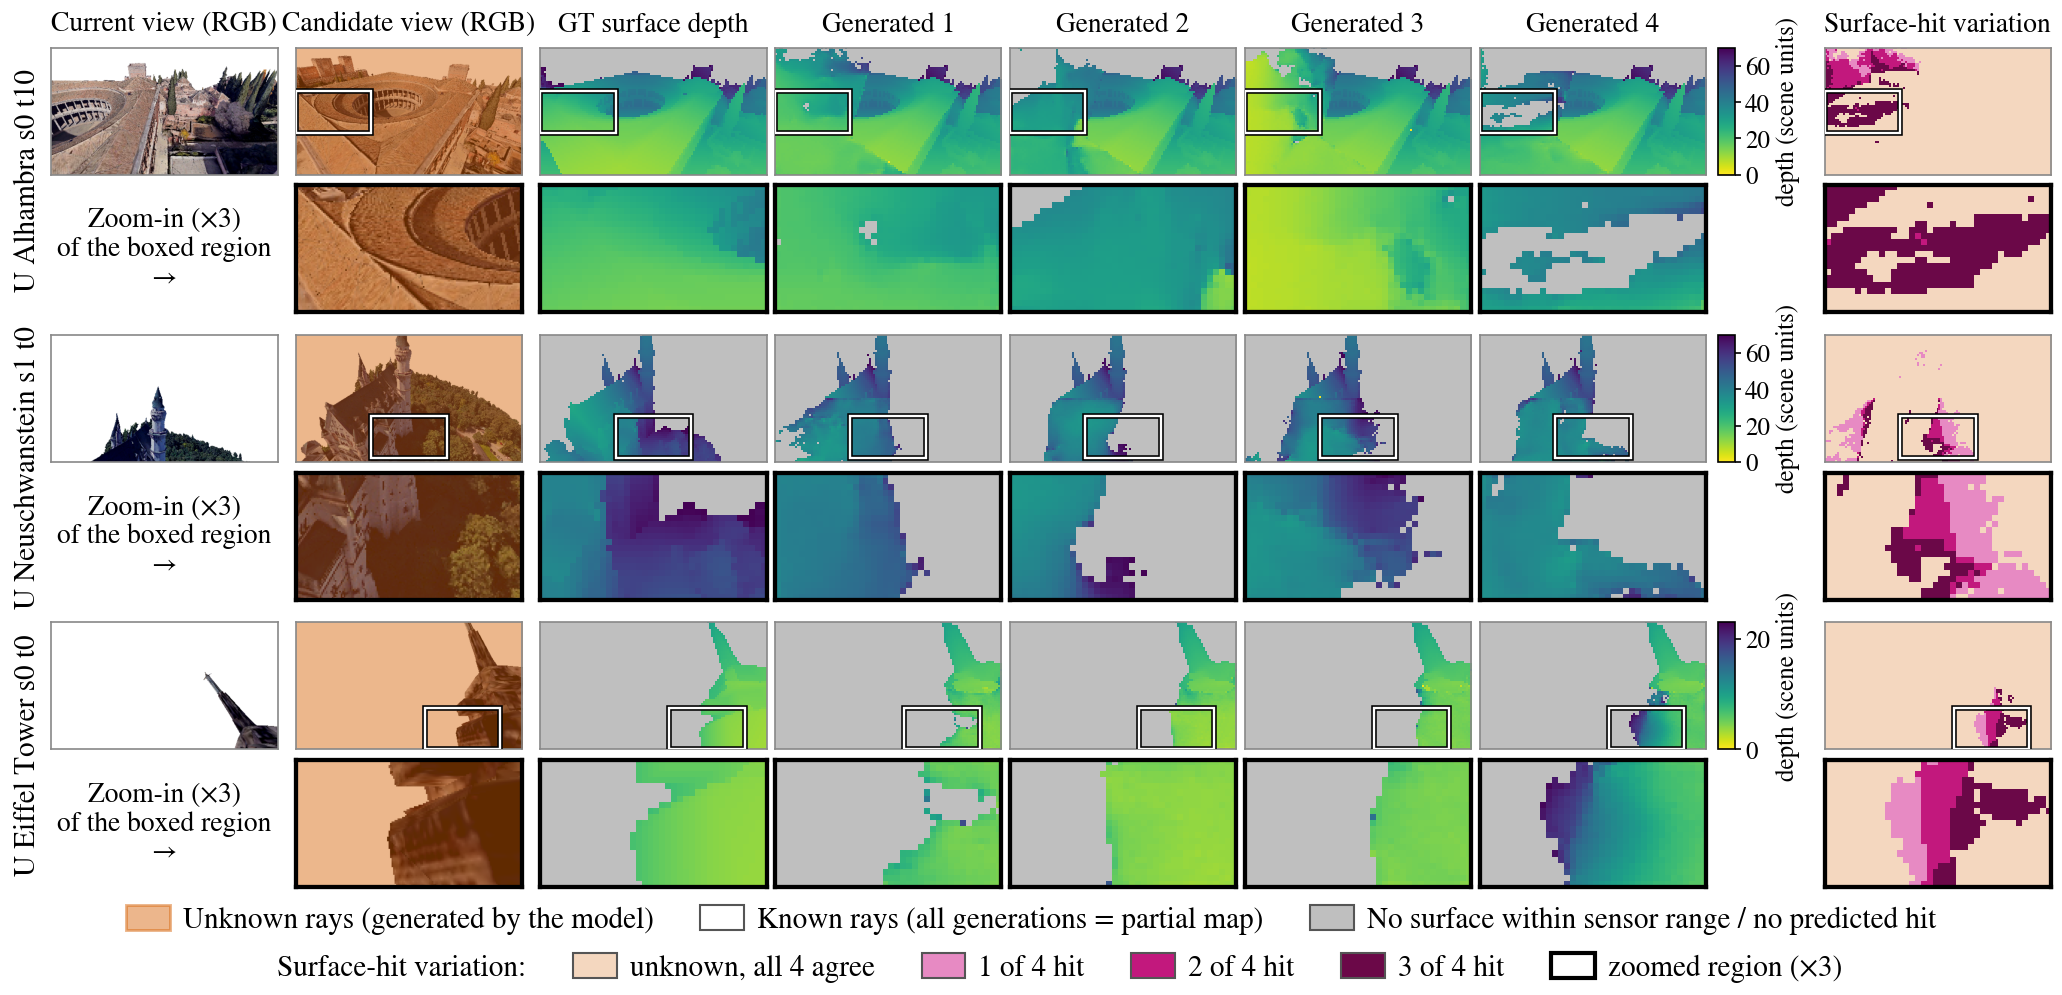 Current view (RGB) Candidate view (RGB) GT surface depth Generated 1 Generated 2 Generated 3 Generated 4 Surface-hit variation
U Alhambra s0 t10
60
40
20
0
depth (scene units)
Zoom-in (×3)
of the boxed region
→
U Neuschwanstein s1 t0
60
40
20
0
depth (scene units)
Zoom-in (×3)
of the boxed region
→
U Eiffel Tower s0 t0
20
0
depth (scene units)
Zoom-in (×3)
of the boxed region
→
Unknown rays (generated by the model) Known rays (all generations = partial map) No surface within sensor range / no predicted hit
Surface-hit variation: unknown, all 4 agree 1 of 4 hit 2 of 4 hit 3 of 4 hit zoomed region (×3)